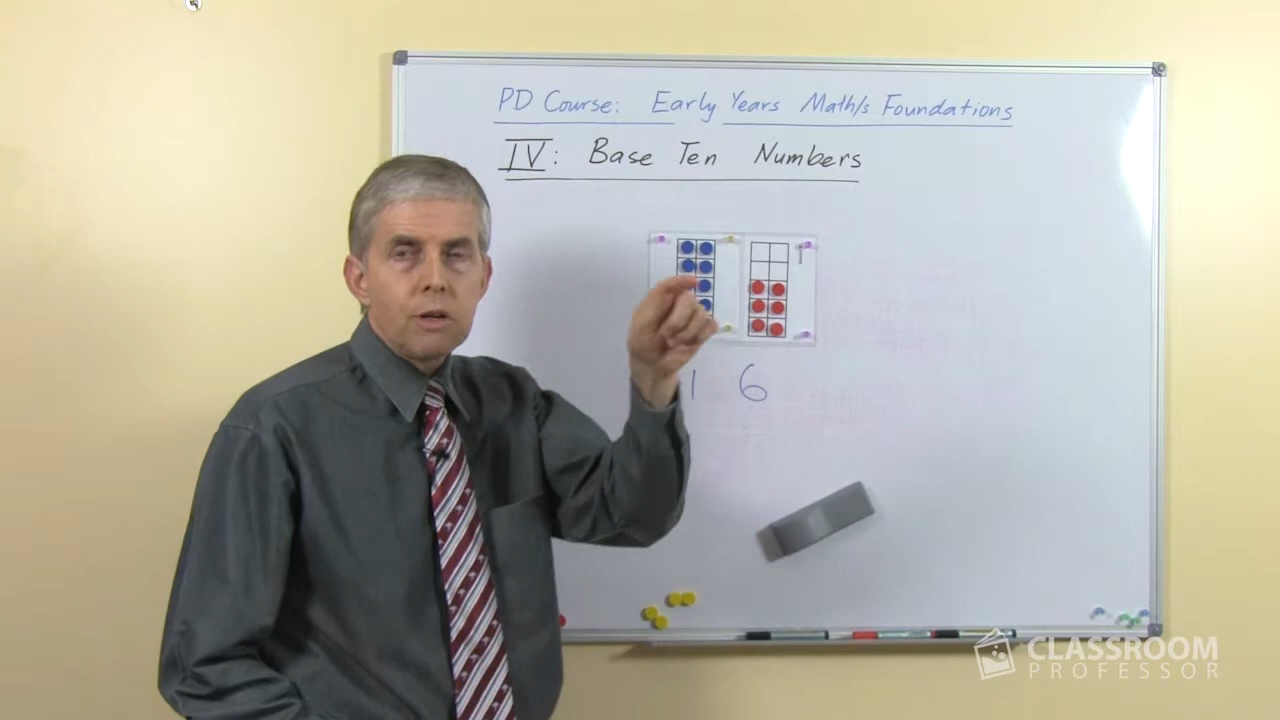 PD Course: Early Years Math/s Foundations
IV: Base Ten Numbers
1 6
CLASSROOM
PROFESSOR